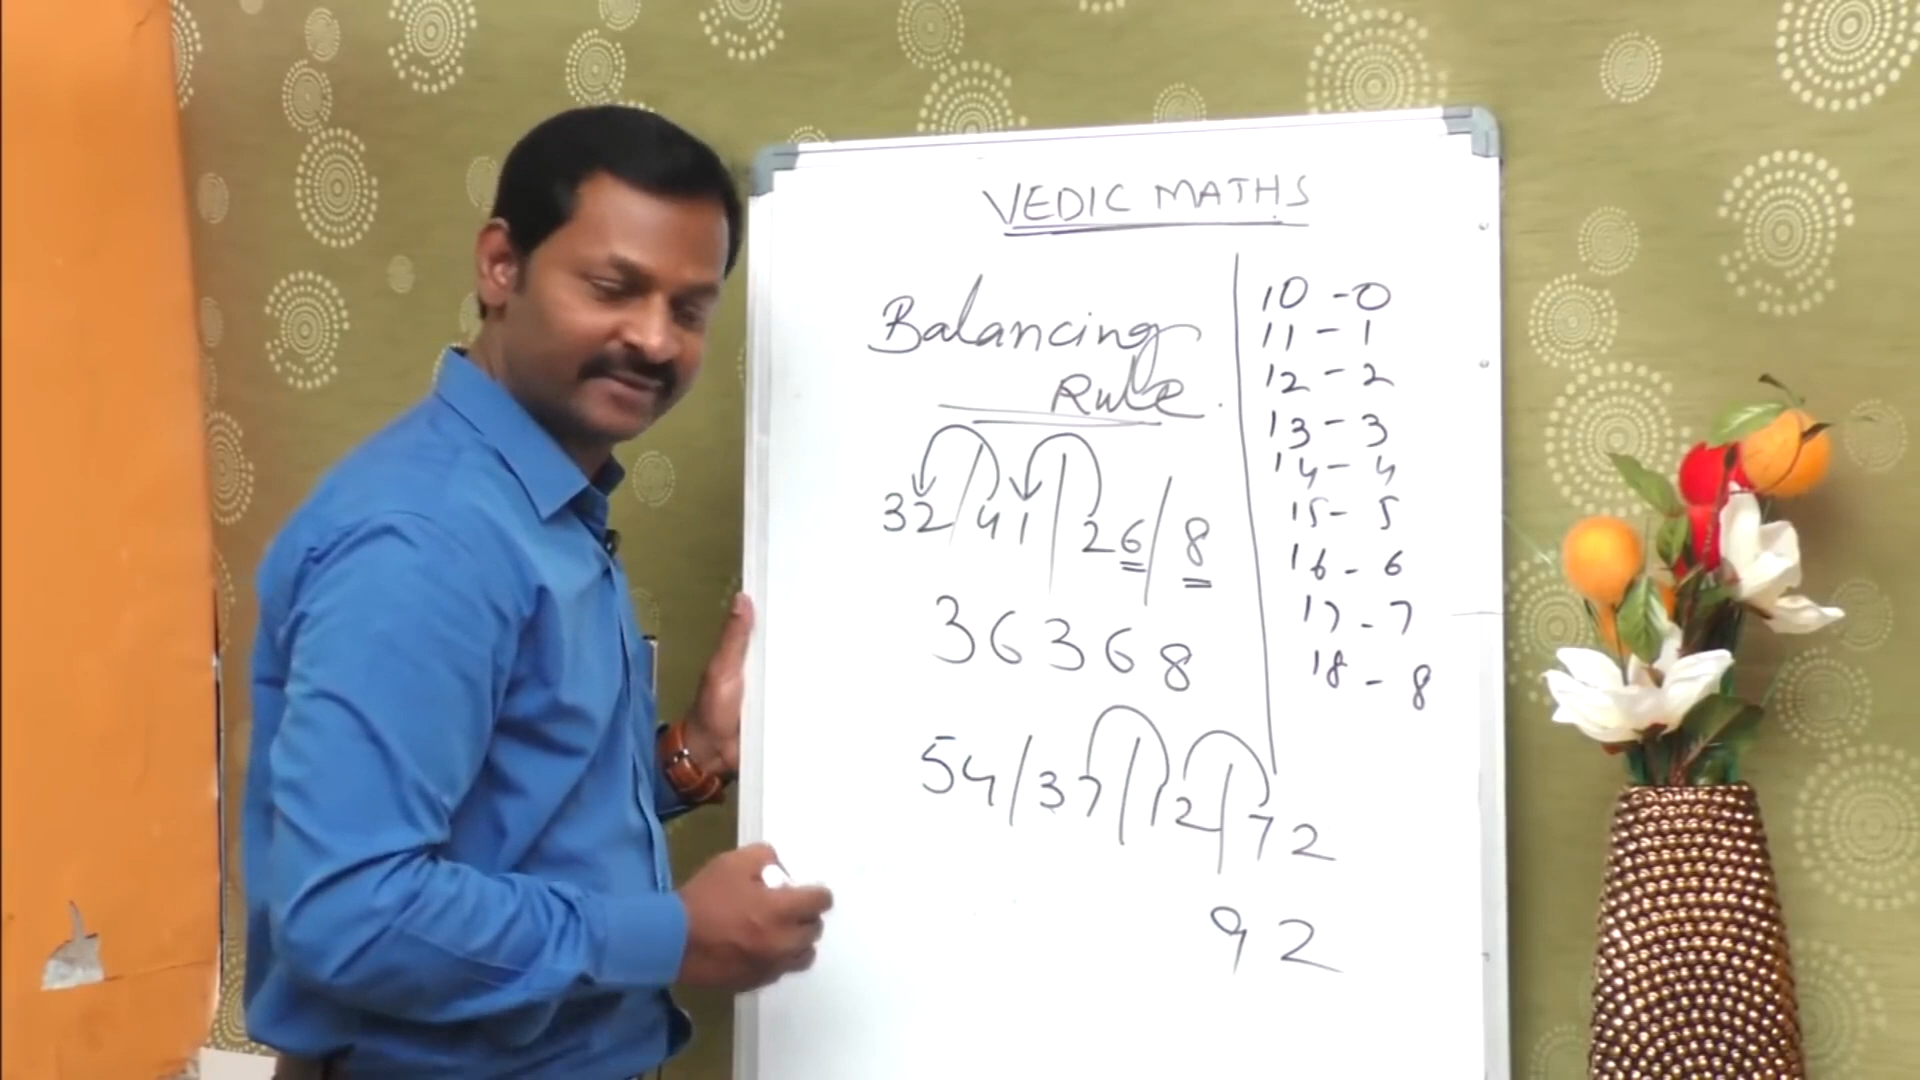 VEDIC MATHS
Balancing
Rule.
32/41/26/8
36368
54/37/12/72
92
10 - 0
11 - 1
12 - 2
13 - 3
14 - 4
15 - 5
16 - 6
17 - 7
18 - 8